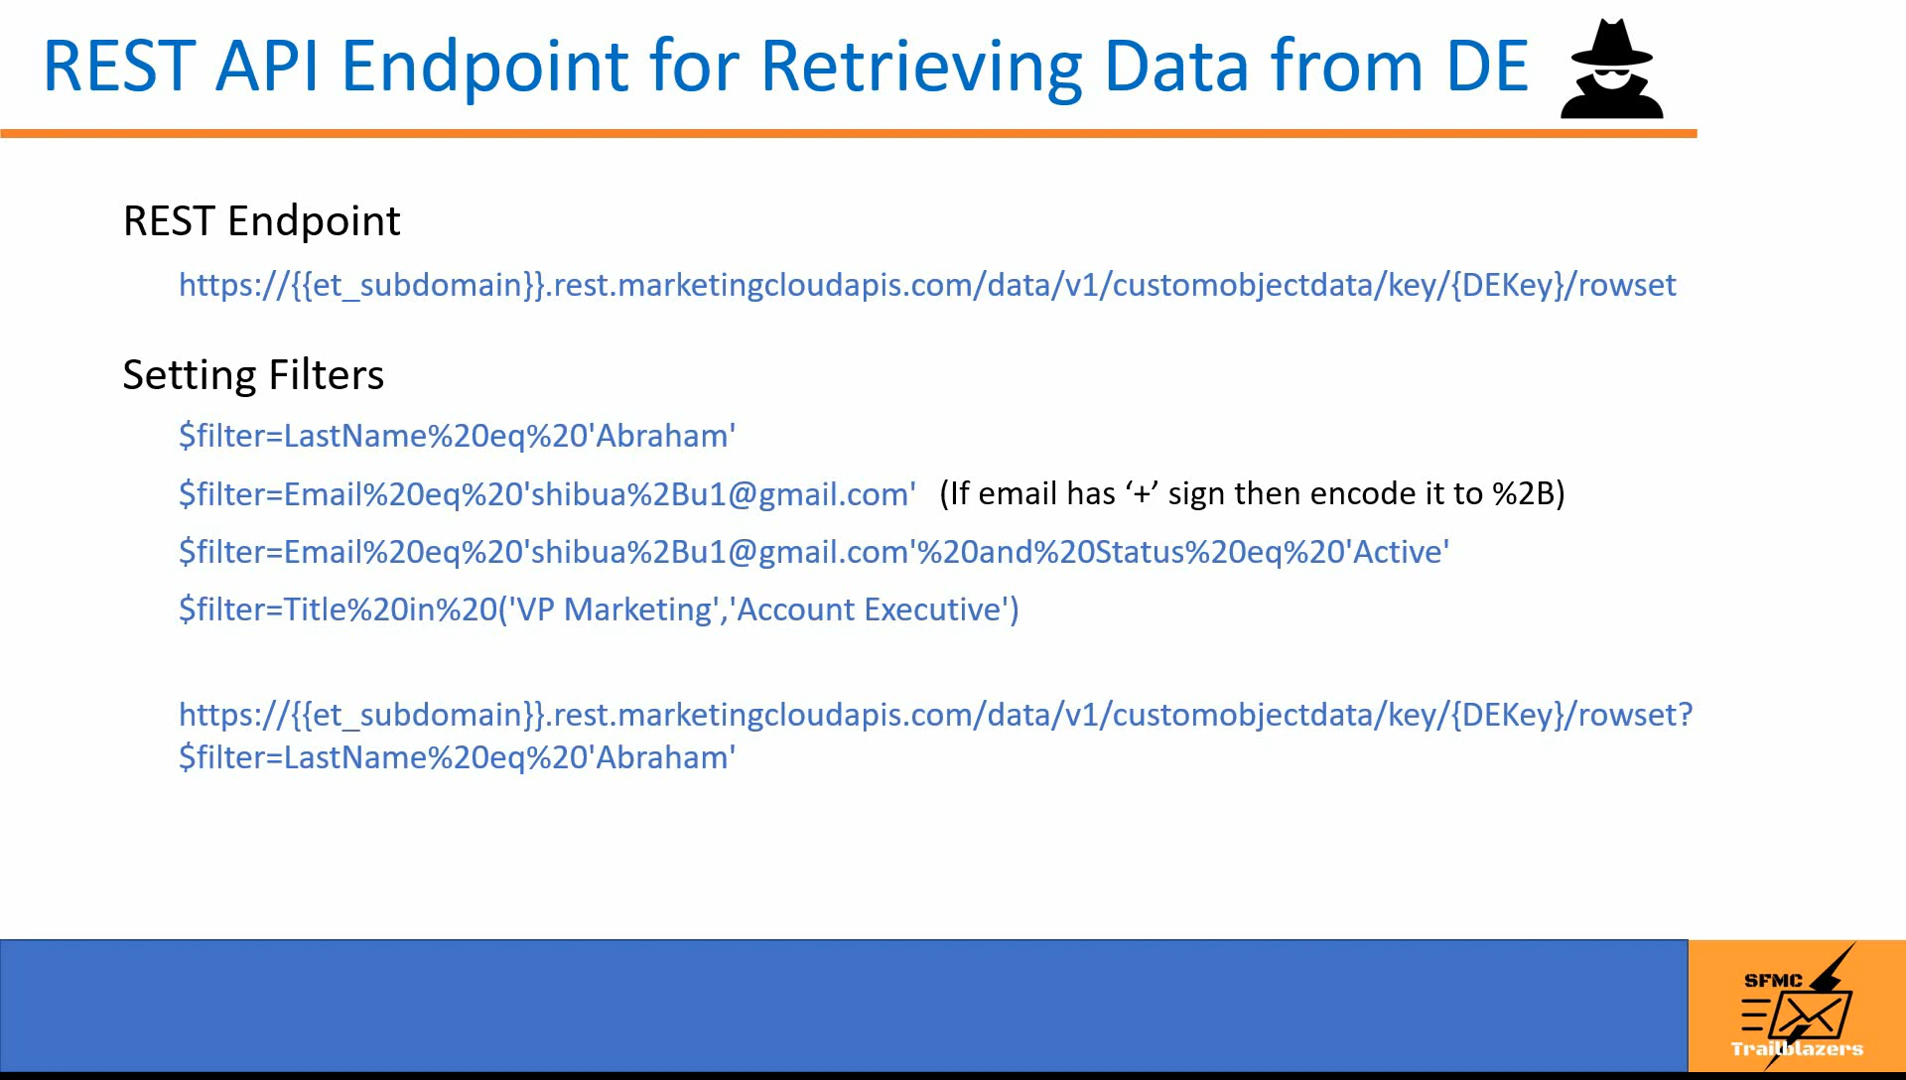 REST API Endpoint for Retrieving Data from DE
REST Endpoint
https://{{et_subdomain}}.rest.marketingcloudapis.com/data/v1/customobjectdata/key/{DEKey}/rowset
Setting Filters
$filter=LastName%20eq%20'Abraham'
$filter=Email%20eq%20'shibua%2Bu1@gmail.com' (If email has ‘+’ sign then encode it to %2B)
$filter=Email%20eq%20'shibua%2Bu1@gmail.com'%20and%20Status%20eq%20'Active'
$filter=Title%20in%20('VP Marketing','Account Executive')
https://{{et_subdomain}}.rest.marketingcloudapis.com/data/v1/customobjectdata/key/{DEKey}/rowset?
$filter=LastName%20eq%20'Abraham'
SFMC
Trailblazers